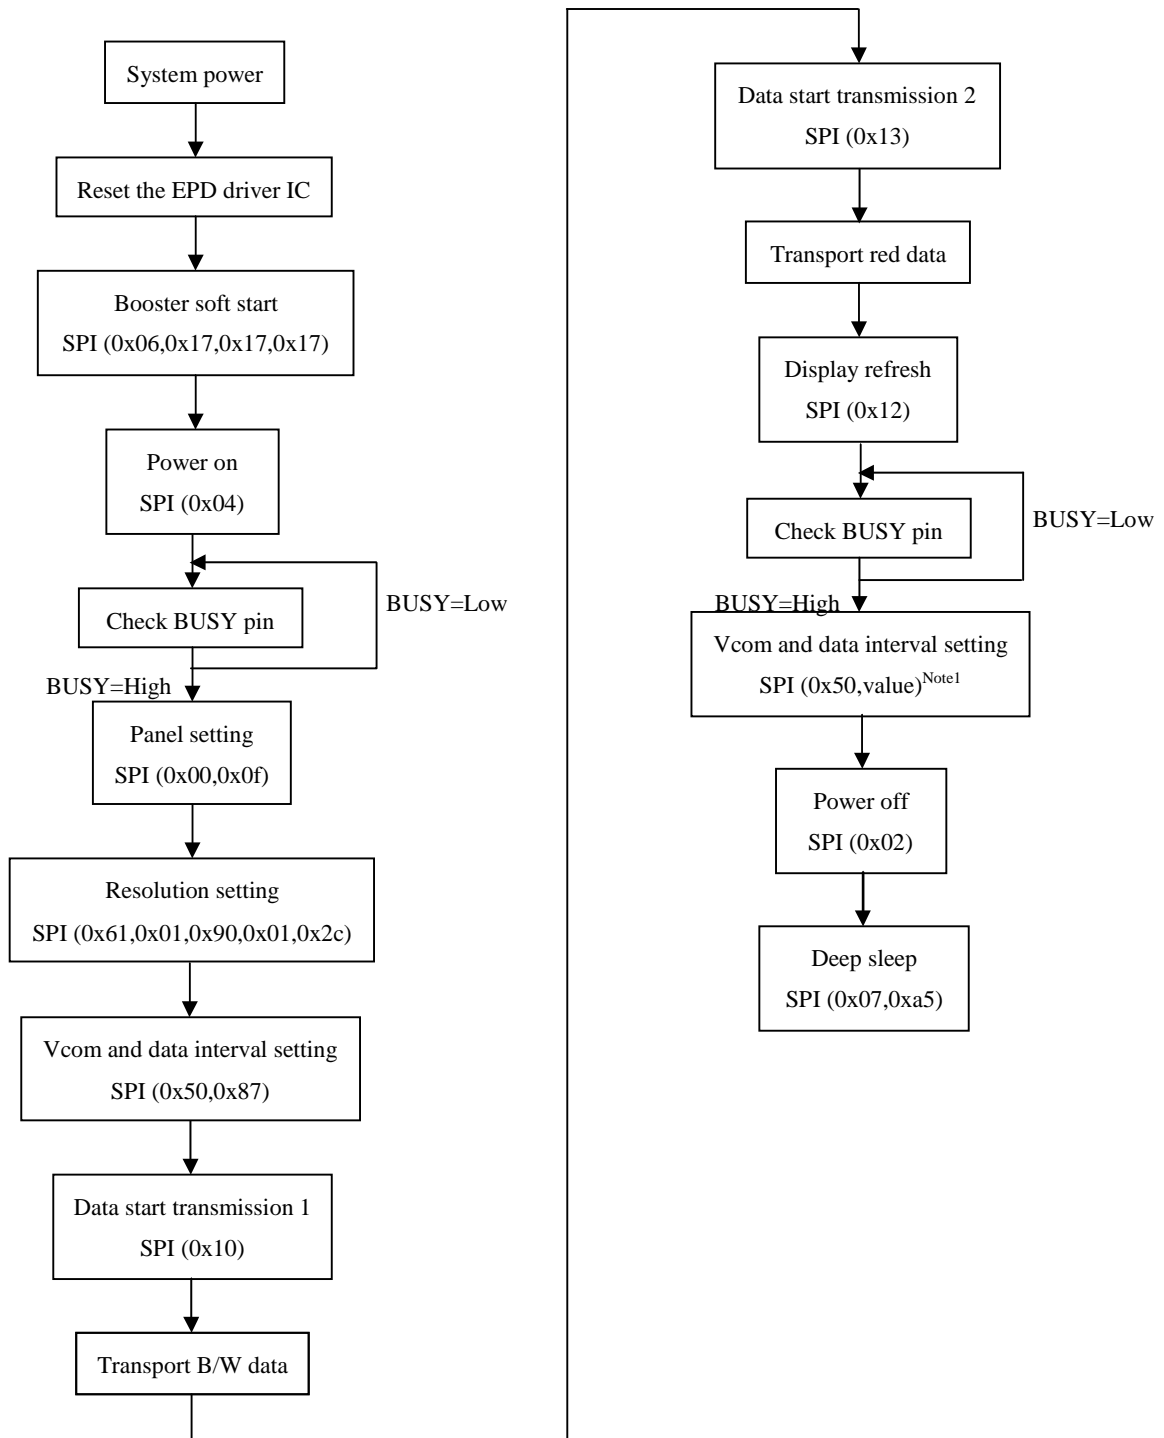 System power
Reset the EPD driver IC
Booster soft start
SPI (0x06,0x17,0x17,0x17)
Power on
SPI (0x04)
Check BUSY pin
BUSY=Low
BUSY=High
Panel setting
SPI (0x00,0x0f)
Resolution setting
SPI (0x61,0x01,0x90,0x01,0x2c)
Vcom and data interval setting
SPI (0x50,0x87)
Data start transmission 1
SPI (0x10)
Transport B/W data
Data start transmission 2
SPI (0x13)
Transport red data
Display refresh
SPI (0x12)
Check BUSY pin
BUSY=Low
BUSY=High
Vcom and data interval setting
SPI (0x50,value)Note1
Power off
SPI (0x02)
Deep sleep
SPI (0x07,0xa5)